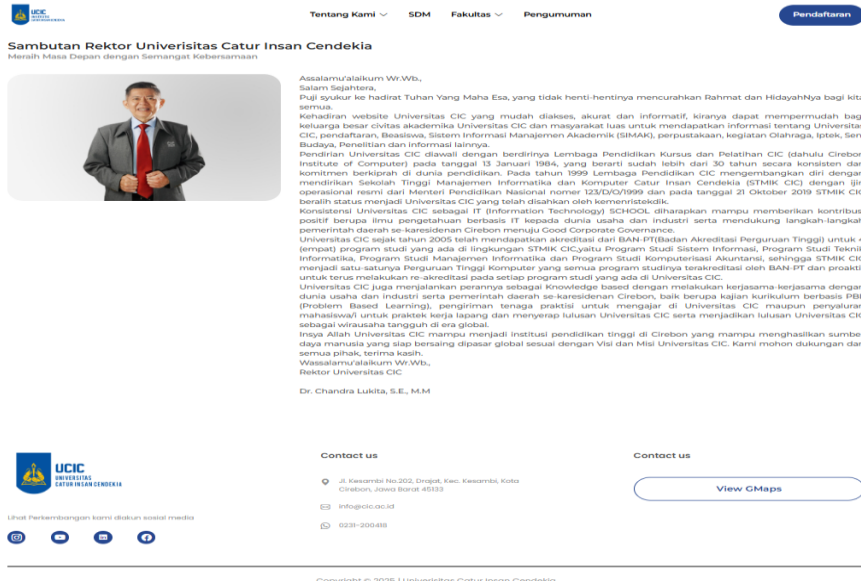 UCIC
UNIVERSITAS
CATUR INSAN CENDEKIA
Tentang Kami
SDM
Fakultas
Pengumuman
Pendaftaran
Sambutan Rektor Univerisitas Catur Insan Cendekia
Meraih Masa Depan dengan Semangat Kebersamaan
Assalamu'alaikum Wr.Wb.,
Salam Sejahtera,
Puji syukur ke hadirat Tuhan Yang Maha Esa, yang tidak henti-hentinya mencurahkan Rahmat dan HidayahNya bagi kita
semua.
Kehadiran website Universitas CIC yang mudah diakses, akurat dan informatif, kiranya dapat mempermudah bag
keluarga besar civitas akademika Universitas CIC dan masyarakat luas untuk mendapatkan informasi tentang Universitas
CIC, pendaftaran, Beasiswa, Sistem Informasi Manajemen Akademik (SIMAK), perpustakaan, kegiatan Olahraga, Iptek, Sen
Budaya, Penelitian dan informasi lainnya.
Pendirian Universitas CIC diawali dengan berdirinya Lembaga Pendidikan Kursus dan Pelatihan CIC (dahulu Cirebon
Institute of Computer) pada tanggal 13 Januari 1984, yang berarti sudah lebih dari 30 tahun secara konsisten dan
komitmen berkiprah di dunia pendidikan. Pada tahun 1999 Lembaga Pendidikan CIC mengembangkan diri dengan
mendirikan Sekolah Tinggi Manajemen Informatika dan Komputer Catur Insan Cendekia (STMIK CIC) dengan ijin
operasional resmi dari Menteri Pendidikan Nasional nomer 123/D/O/1999 dan pada tanggal 21 Oktober 2019 STMIK CIC
beralih status menjadi Universitas CIC yang telah disahkan oleh kemenristekdik.
Konsistensi Universitas CIC sebagai IT (Information Technology) SCHOOL diharapkan mampu memberikan kontribus
positif berupa ilmu pengetahuan berbasis IT kepada dunia usaha dan industri serta mendukung langkah-langkah
pemerintah daerah se-karesidenan Cirebon menuju Good Corporate Governance.
Universitas CIC sejak tahun 2005 telah mendapatkan akreditasi dari BAN-PT(Badan Akreditasi Perguruan Tinggi) untuk 4
(empat) program studi yang ada di lingkungan STMIK CIC,yaitu Program Studi Sistem Informasi, Program Studi Teknik
Informatika, Program Studi Manajemen Informatika dan Program Studi Komputerisasi Akuntansi, sehingga STMIK CIC
menjadi satu-satunya Perguruan Tinggi Komputer yang semua program studinya terakreditasi oleh BAN-PT dan proakti
untuk terus melakukan re-akreditasi pada setiap program studi yang ada di Universitas CIC.
Universitas CIC juga menjalankan perannya sebagai Knowledge based dengan melakukan kerjasama-kerjasama dengan
dunia usaha dan industri serta pemerintah daerah se-karesidenan Cirebon, baik berupa kajian kurikulum berbasis PBL
(Problem Based Learning), pengiriman tenaga praktisi untuk mengajar di Universitas CIC maupun penyaluran
mahasiswa/i untuk praktek kerja lapang dan menyerap lulusan Universitas CIC serta menjadikan lulusan Universitas CIC
sebagai wirausaha tangguh di era global.
Insya Allah Universitas CIC mampu menjadi institusi pendidikan tinggi di Cirebon yang mampu menghasilkan sumbe
daya manusia yang siap bersaing dipasar global sesuai dengan Visi dan Misi Universitas CIC. Kami mohon dukungan dan
semua pihak, terima kasih.
Wassalamu'alaikum Wr.Wb.,
Rektor Universitas CIC
Dr. Chandra Lukita, S.E., M.M
UCIC
UNIVERSITAS
CATUR INSAN CENDEKIA
Lihat Perkembangan kami diakun sosial media
Contact us
Jl. Kesambi No.202, Drajat, Kec. Kesambi, Kota
Cirebon, Jawa Barat 45133
info@cic.ac.id
0231-200418
Contact us
View GMaps
Copyright © 2025 | Univerisitas Catur Insan Cendekia